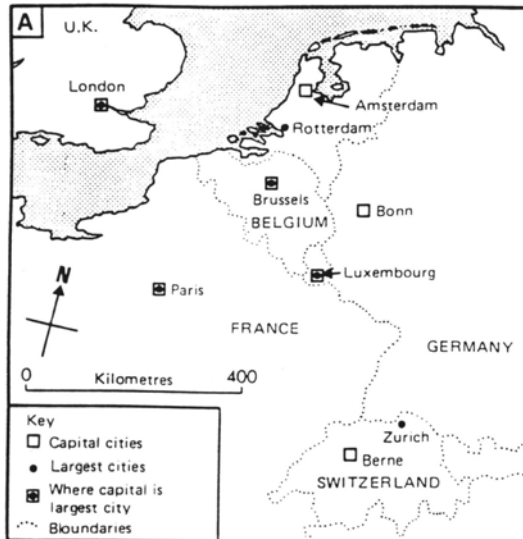 A
U.K.
London
Amsterdam
Rotterdam
Brussels
BELGIUM
Bonn
Luxembourg
N
Paris
FRANCE
GERMANY
0 400
Kilometres
Zurich
Berne
SWITZERLAND
Key
Capital cities
Largest cities
Where capital is
largest city
Bloundaries